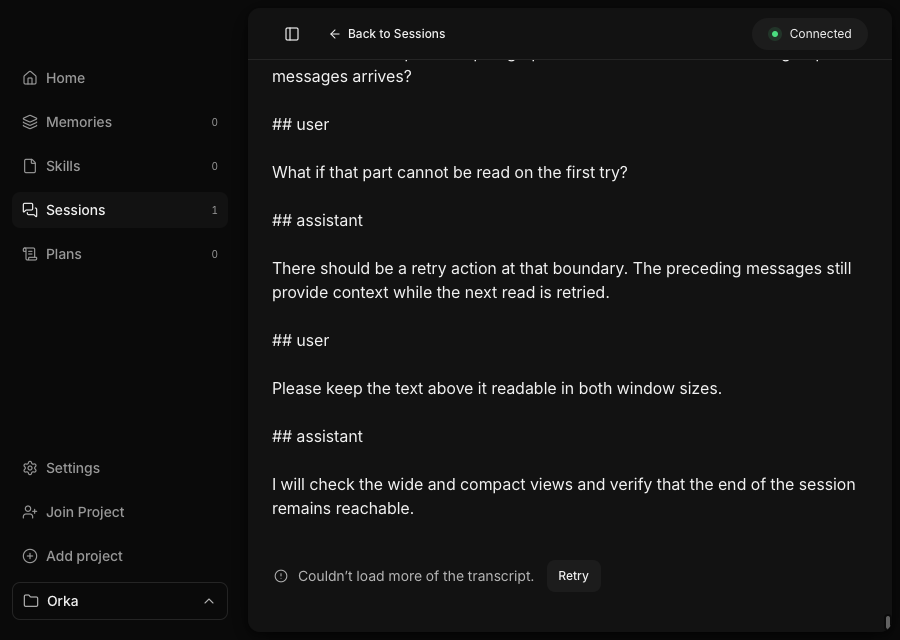 Back to Sessions
Connected
Home
Memories 0
Skills 0
Sessions 1
Plans 0
Settings
Join Project
Add project
Orka
messages arrives?
## user
What if that part cannot be read on the first try?
## assistant
There should be a retry action at that boundary. The preceding messages still
provide context while the next read is retried.
## user
Please keep the text above it readable in both window sizes.
## assistant
I will check the wide and compact views and verify that the end of the session
remains reachable.
Couldn’t load more of the transcript. Retry